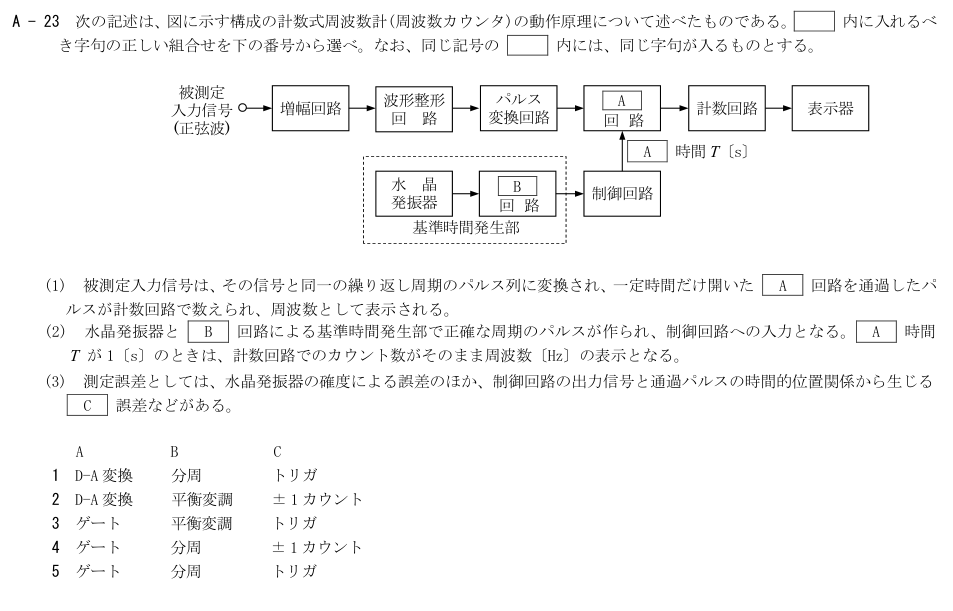 A － 23 次の記述は、図に示す構成の計数式周波数計(周波数カウンタ)の動作原理について述べたものである。 内に入れるべ
き字句の正しい組合せを下の番号から選べ。なお、同じ記号の 内には、同じ字句が入るものとする。
被測定
入力信号
(正弦波)
増幅回路
波形整形
回 路
パルス
変換回路
A
回 路
計数回路
表示器
A 時間 T〔s〕
水 晶
発振器
B
回 路
制御回路
基準時間発生部
(1) 被測定入力信号は、その信号と同一の繰り返し周期のパルス列に変換され、一定時間だけ開いた A 回路を通過したパ
ルスが計数回路で数えられ、周波数として表示される。
(2) 水晶発振器と B 回路による基準時間発生部で正確な周期のパルスが作られ、制御回路への入力となる。 A 時間
T が 1〔s〕のときは、計数回路でのカウント数がそのまま周波数〔Hz〕の表示となる。
(3) 測定誤差としては、水晶発振器の確度による誤差のほか、制御回路の出力信号と通過パルスの時間的位置関係から生じる
C 誤差などがある。
A B C
1 D-A 変換 分周 トリガ
2 D-A 変換 平衡変調 ±1カウント
3 ゲート 平衡変調 トリガ
4 ゲート 分周 ±1カウント
5 ゲート 分周 トリガ